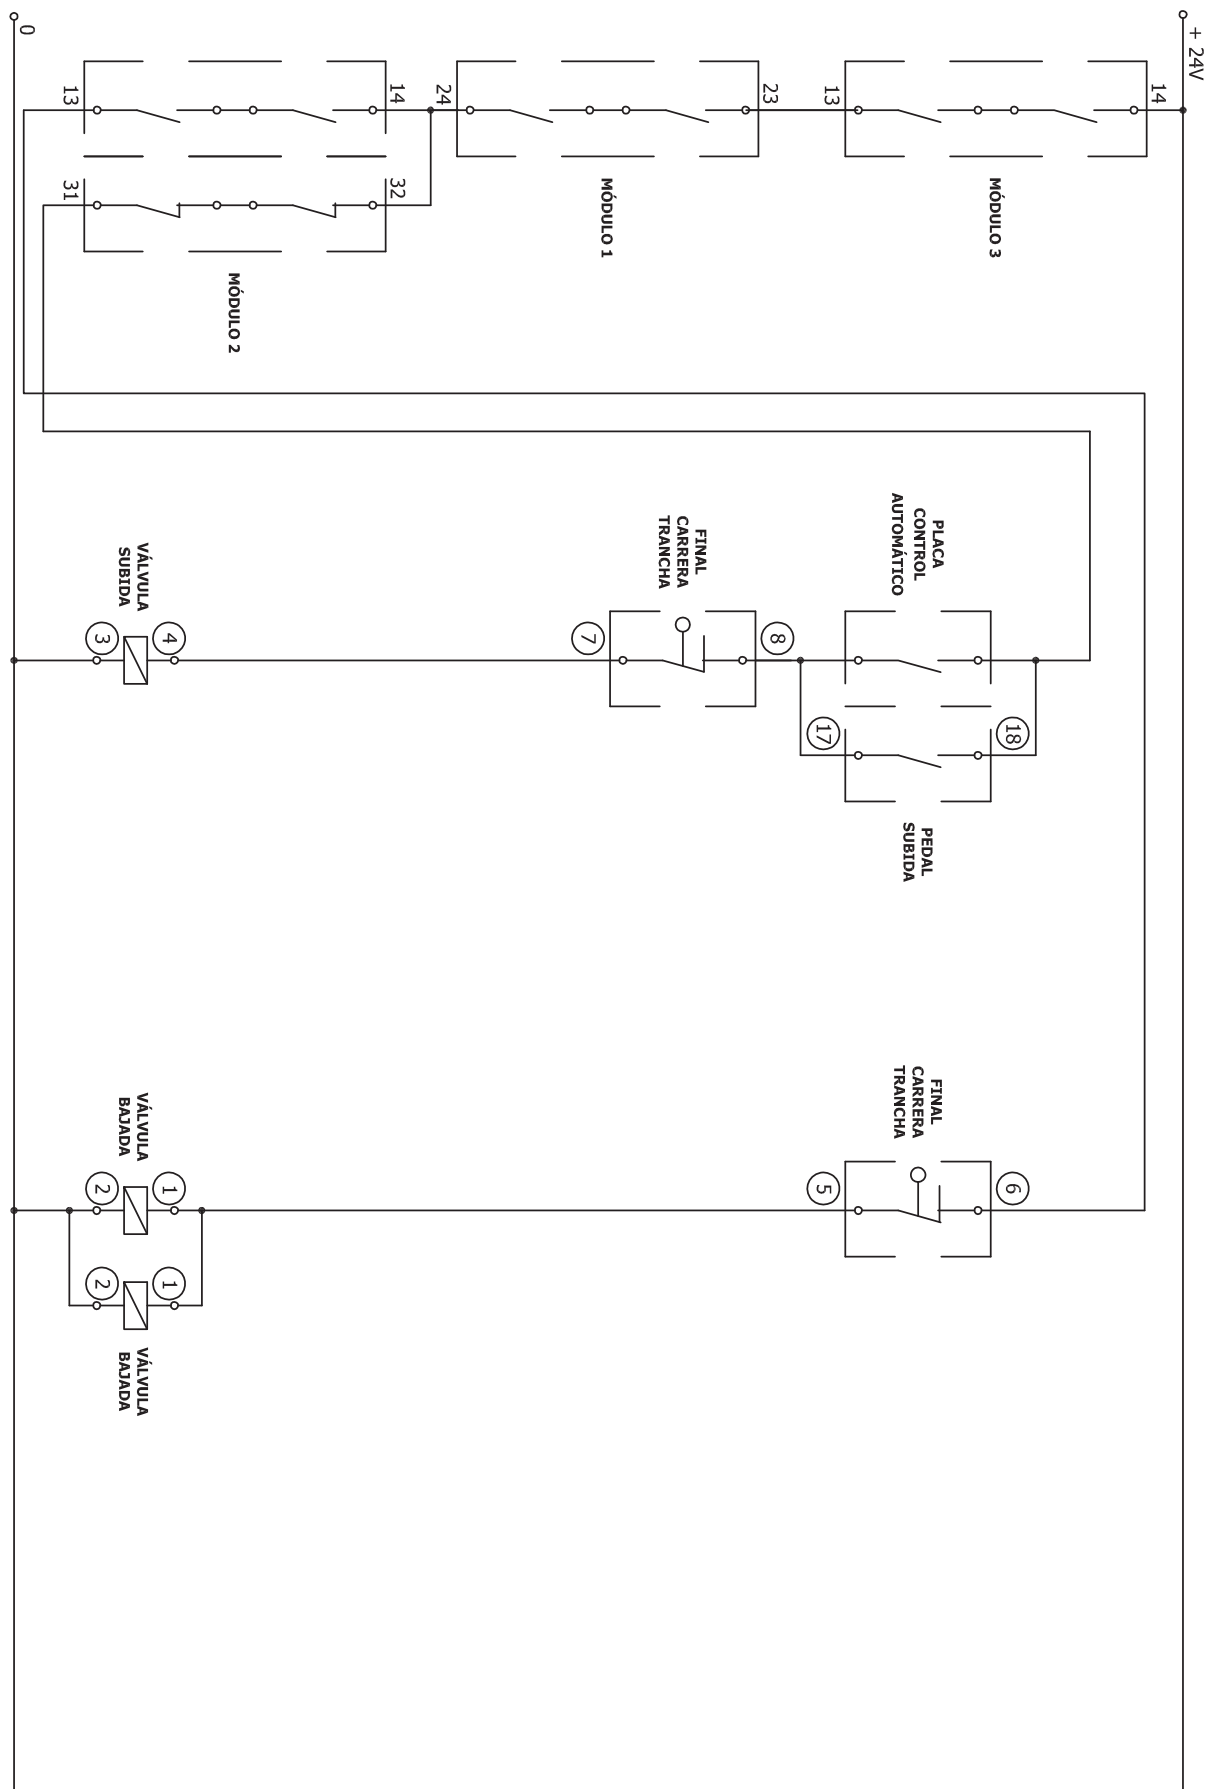 + 24V
14
13
MÓDULO 3
23
24
MÓDULO 1
14
13
32
31
MÓDULO 2
0
PLACA
CONTROL
AUTOMÁTICO
18
17
PEDAL
SUBIDA
FINAL
CARRERA
TRANCHA
8
7
VÁLVULA
SUBIDA
4
3
FINAL
CARRERA
TRANCHA
6
5
VÁLVULA
BAJADA
1
2
1
2
VÁLVULA
BAJADA